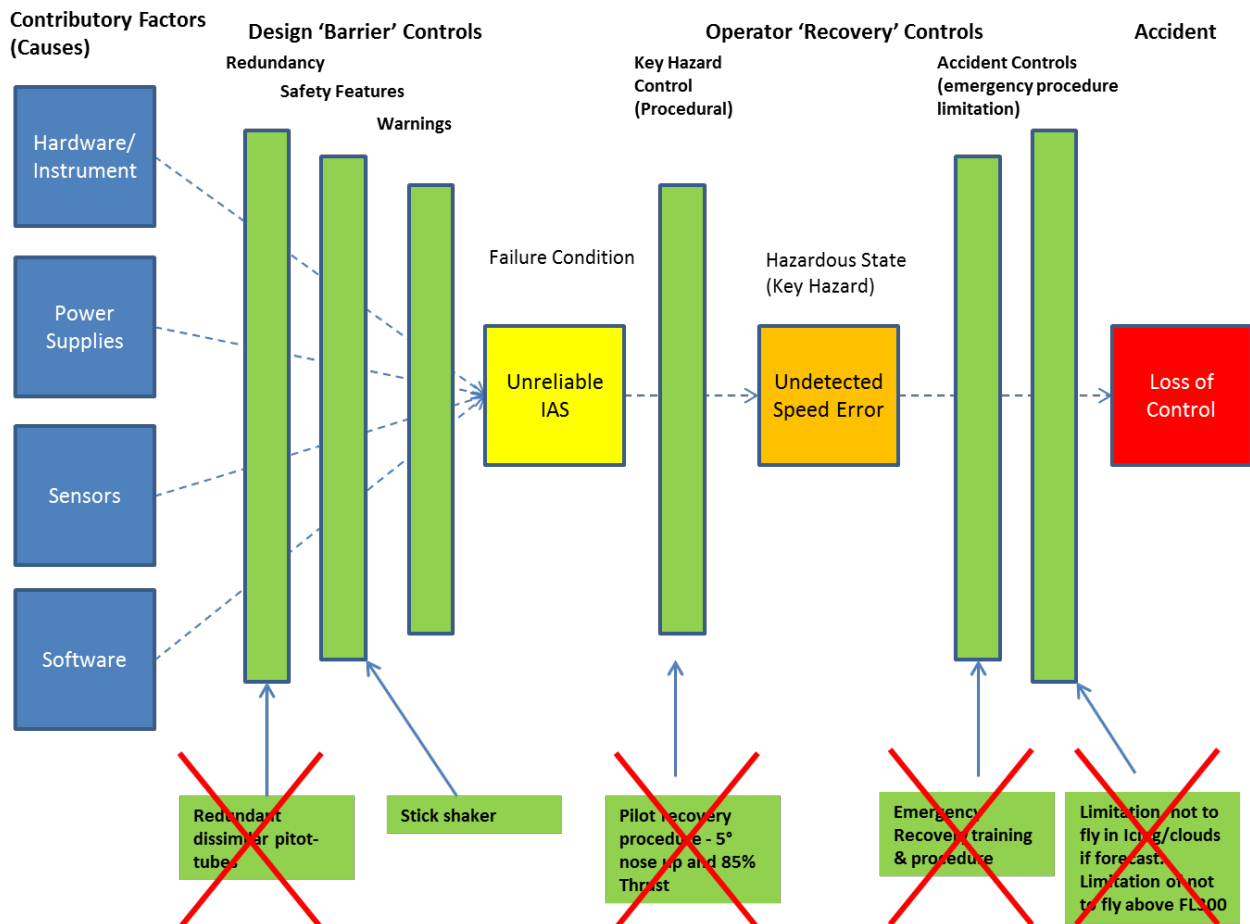 Contributory Factors
(Causes)
Design ‘Barrier’ Controls
Operator ‘Recovery’ Controls
Accident
Redundancy
Safety Features
Warnings
Key Hazard
Control
(Procedural)
Accident Controls
(emergency procedure
limitation)
Hardware/
Instrument
Power
Supplies
Sensors
Software
Failure Condition
Unreliable
IAS
Hazardous State
(Key Hazard)
Undetected
Speed Error
Loss of
Control
Redundant
dissimilar pitot-
tubes
Stick shaker
Pilot recovery
procedure - 5°
nose up and 85%
Thrust
Emergency
Recovery training
& procedure
Limitation not to
fly in Icing/clouds
if forecast.
Limitation of not
to fly above FL300